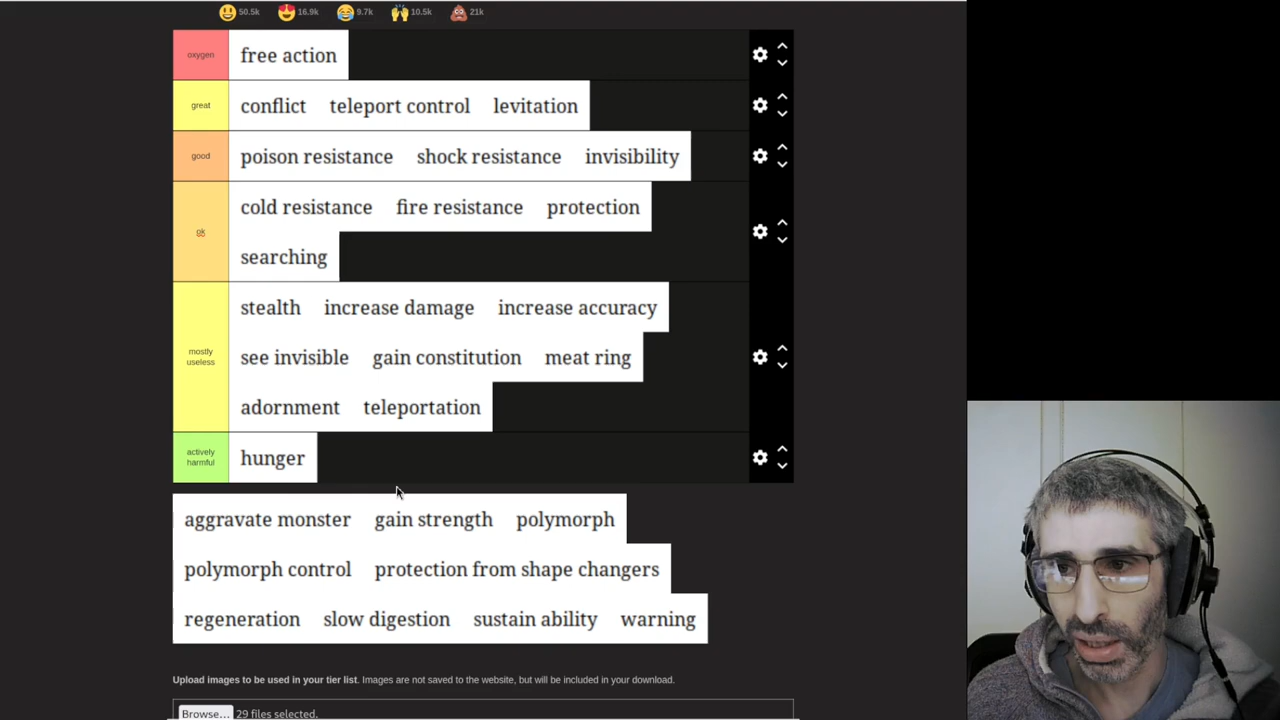 50.5k 16.9k 9.7k 10.5k 21k
oxygen free action
great conflict teleport control levitation
good poison resistance shock resistance invisibility
ok cold resistance fire resistance protection
searching
mostly useless stealth increase damage increase accuracy
see invisible gain constitution meat ring
adornment teleportation
actively harmful hunger
aggravate monster gain strength polymorph
polymorph control protection from shape changers
regeneration slow digestion sustain ability warning
Upload images to be used in your tier list. Images are not saved to the website, but will be included in your download.
Browse... 29 files selected.